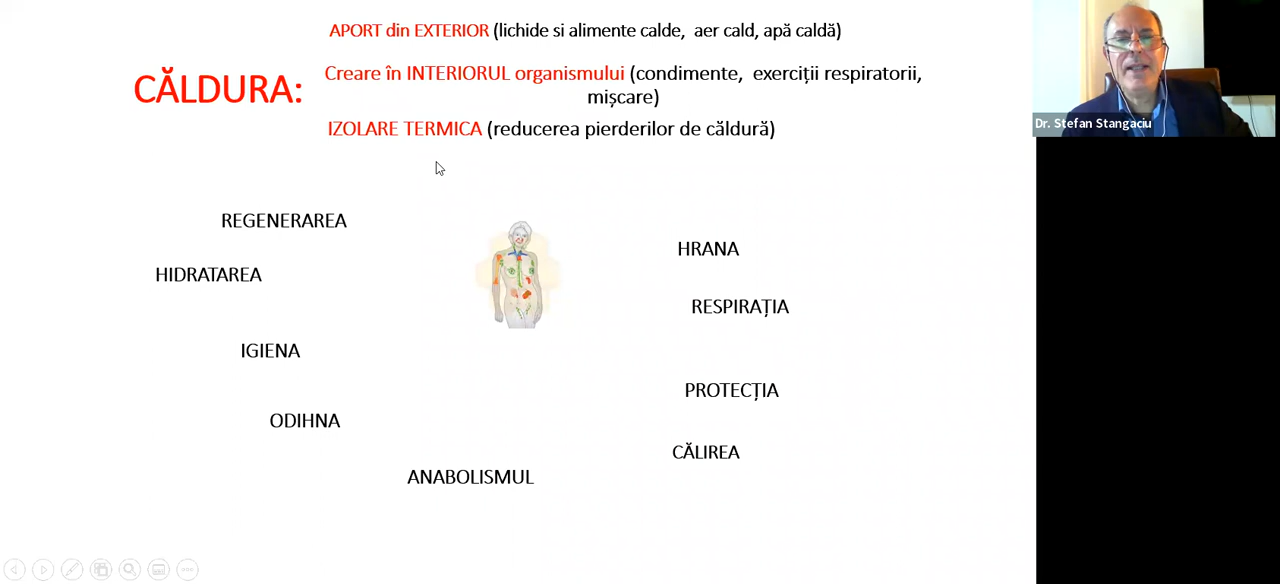 APORT din EXTERIOR (lichide si alimente calde,  aer cald, apă caldă)
CĂLDURA:
Creare în INTERIORUL organismului (condimente,  exerciții respiratorii,
mișcare)
IZOLARE TERMICA (reducerea pierderilor de căldură)
Dr. Stefan Stangaciu
REGENERAREA
HRANA
HIDRATAREA
RESPIRAȚIA
IGIENA
PROTECȚIA
ODIHNA
CĂLIREA
ANABOLISMUL